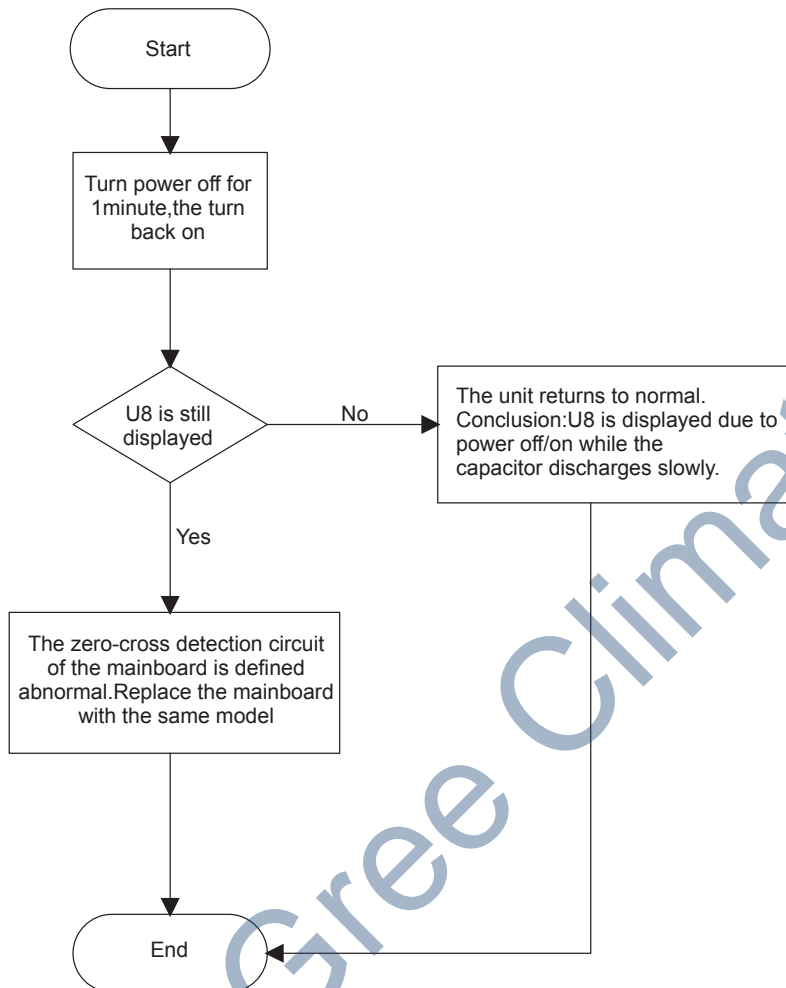 Start
Turn power off for
1minute,the turn
back on
U8 is still
displayed
No
The unit returns to normal.
Conclusion:U8 is displayed due to
power off/on while the
capacitor discharges slowly.
Yes
The zero-cross detection circuit
of the mainboard is defined
abnormal.Replace the mainboard
with the same model
End
Gree